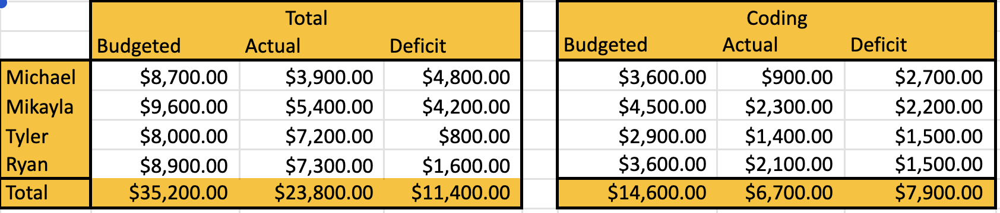 Total Coding
Budgeted Actual Deficit Budgeted Actual Deficit
Michael $8,700.00 $3,900.00 $4,800.00 $3,600.00 $900.00 $2,700.00
Mikayla $9,600.00 $5,400.00 $4,200.00 $4,500.00 $2,300.00 $2,200.00
Tyler $8,000.00 $7,200.00 $800.00 $2,900.00 $1,400.00 $1,500.00
Ryan $8,900.00 $7,300.00 $1,600.00 $3,600.00 $2,100.00 $1,500.00
Total $35,200.00 $23,800.00 $11,400.00 $14,600.00 $6,700.00 $7,900.00